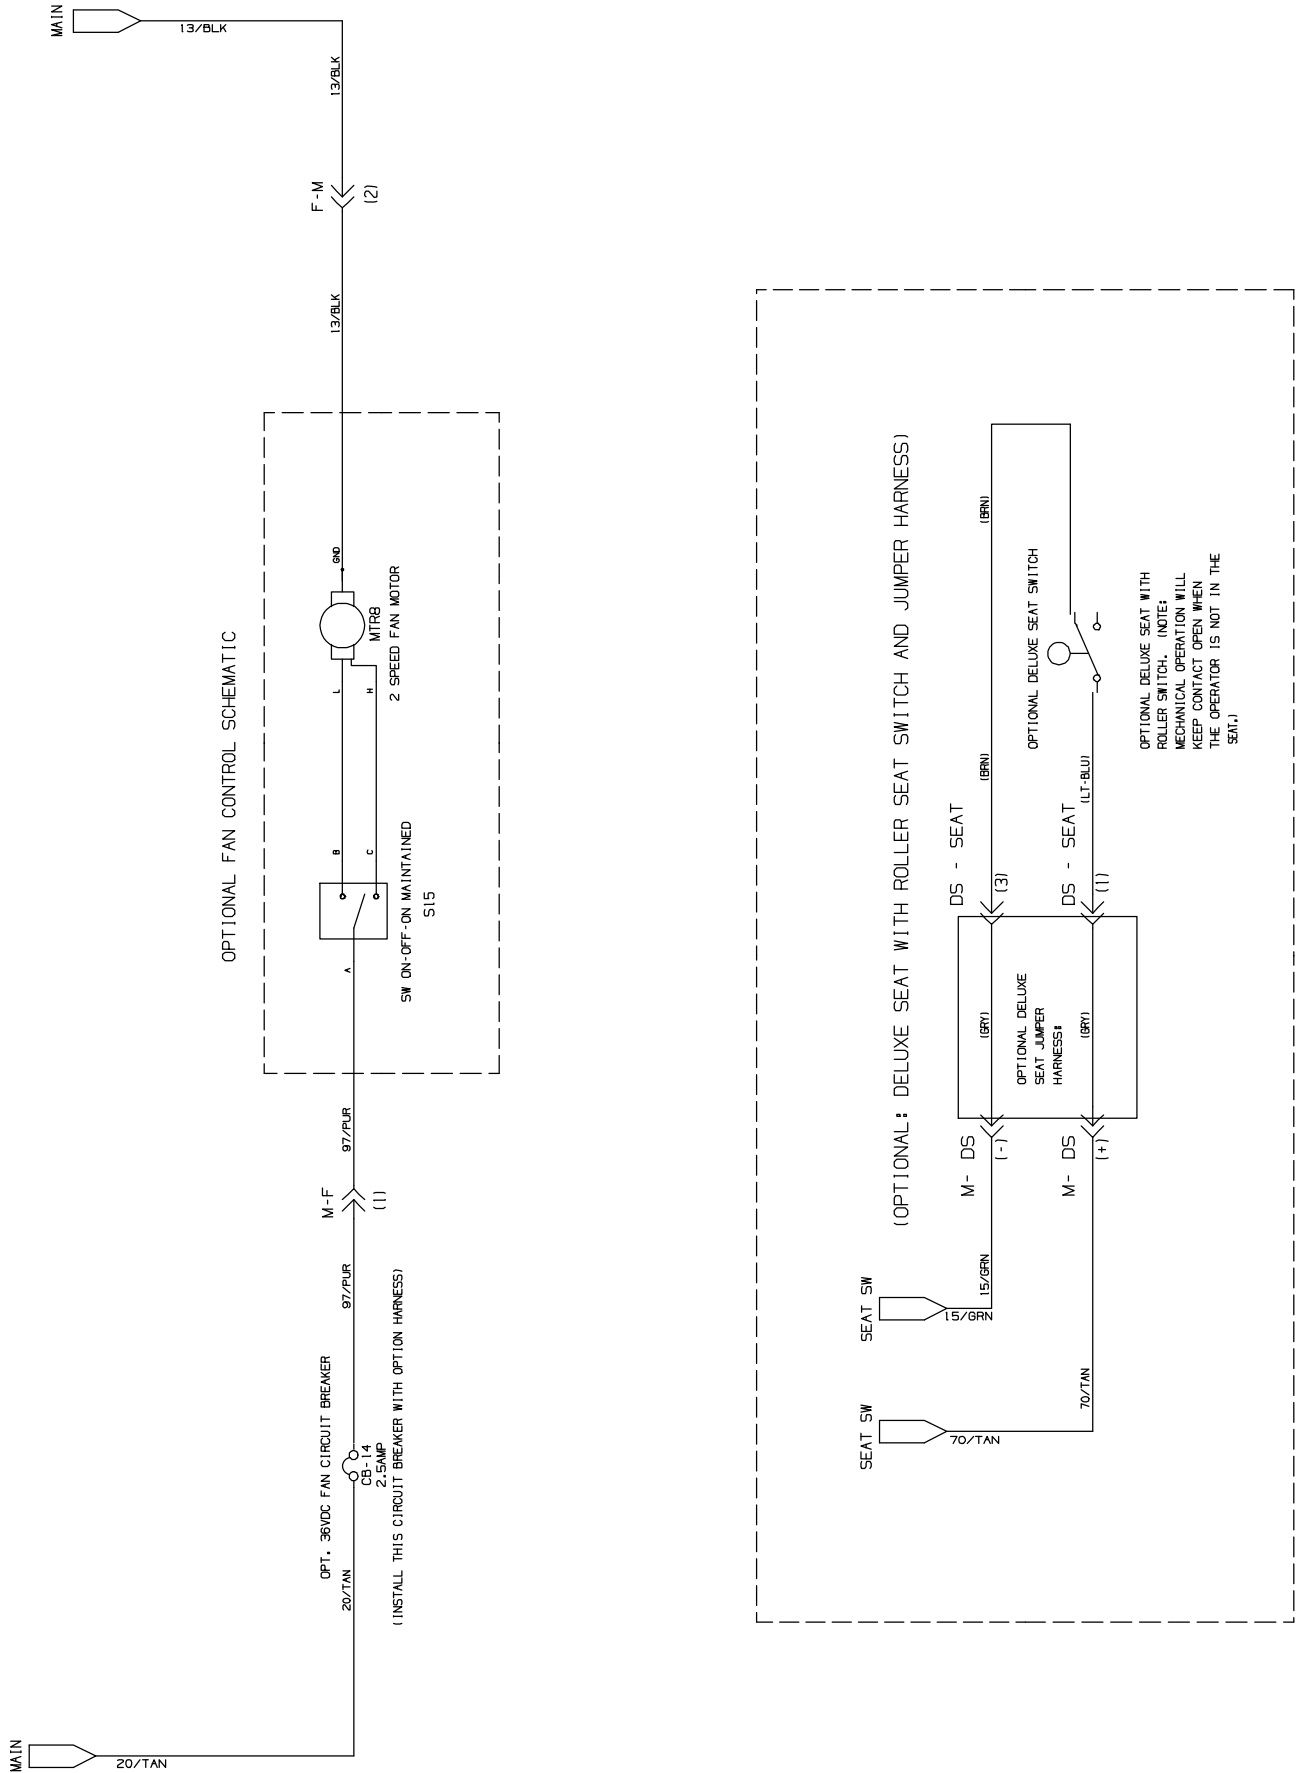 OPTIONAL FAN CONTROL SCHEMATIC
MAIN
20/TAN
20/TAN
OPT. 36VDC FAN CIRCUIT BREAKER
CB-14
2.5AMP
(INSTALL THIS CIRCUIT BREAKER WITH OPTION HARNESS)
97/PUR
M-F
(1)
97/PUR
A
SW ON-OFF-ON MAINTAINED
S15
B
C
L
H
MTR8
2 SPEED FAN MOTOR
GND
13/BLK
F-M
(2)
13/BLK
13/BLK
MAIN
(OPTIONAL: DELUXE SEAT WITH ROLLER SEAT SWITCH AND JUMPER HARNESS)
SEAT SW
70/TAN
70/TAN
SEAT SW
15/GRN
15/GRN
M- DS
(-)
M- DS
(+)
(GRY)
OPTIONAL DELUXE
SEAT JUMPER
HARNESS:
(GRY)
DS - SEAT
(3)
DS - SEAT
(1)
(BRN)
(LT-BLU)
(BRN)
OPTIONAL DELUXE SEAT SWITCH
OPTIONAL DELUXE SEAT WITH
ROLLER SWITCH. (NOTE:
MECHANICAL OPERATION WILL
KEEP CONTACT OPEN WHEN
THE OPERATOR IS NOT IN THE
SEAT.)